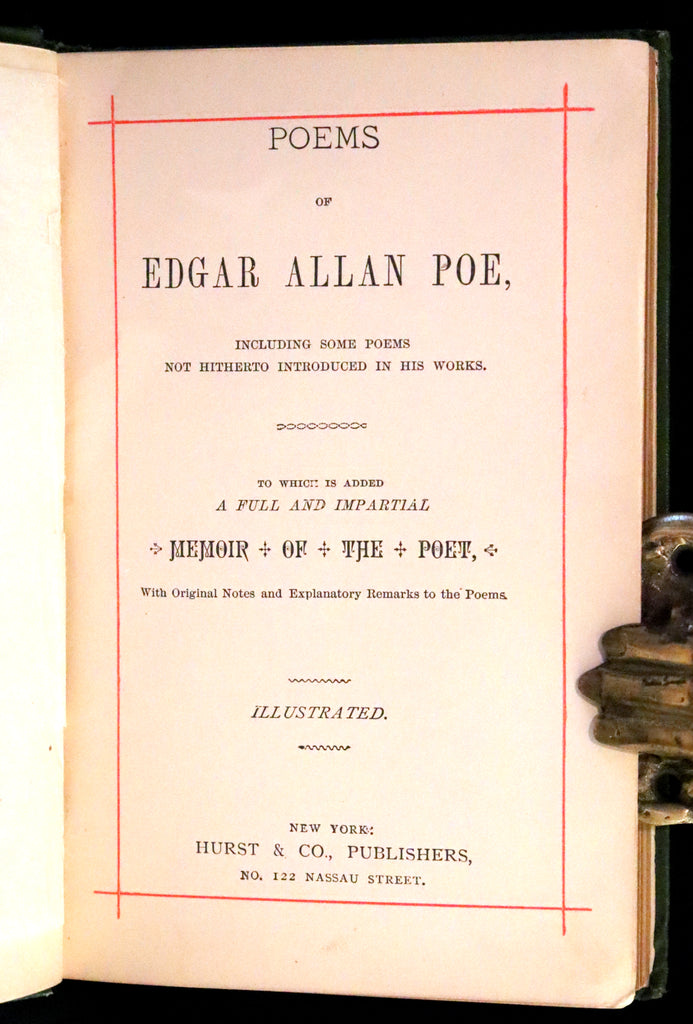 POEMS
OF
EDGAR ALLAN POE,
INCLUDING SOME POEMS
NOT HITHERTO INTRODUCED IN HIS WORKS.
TO WHICH IS ADDED
A FULL AND IMPARTIAL
MEMOIR + OF + THE + POET,
With Original Notes and Explanatory Remarks to the Poems.
ILLUSTRATED.
NEW YORK:
HURST & CO., PUBLISHERS,
NO. 122 NASSAU STREET.